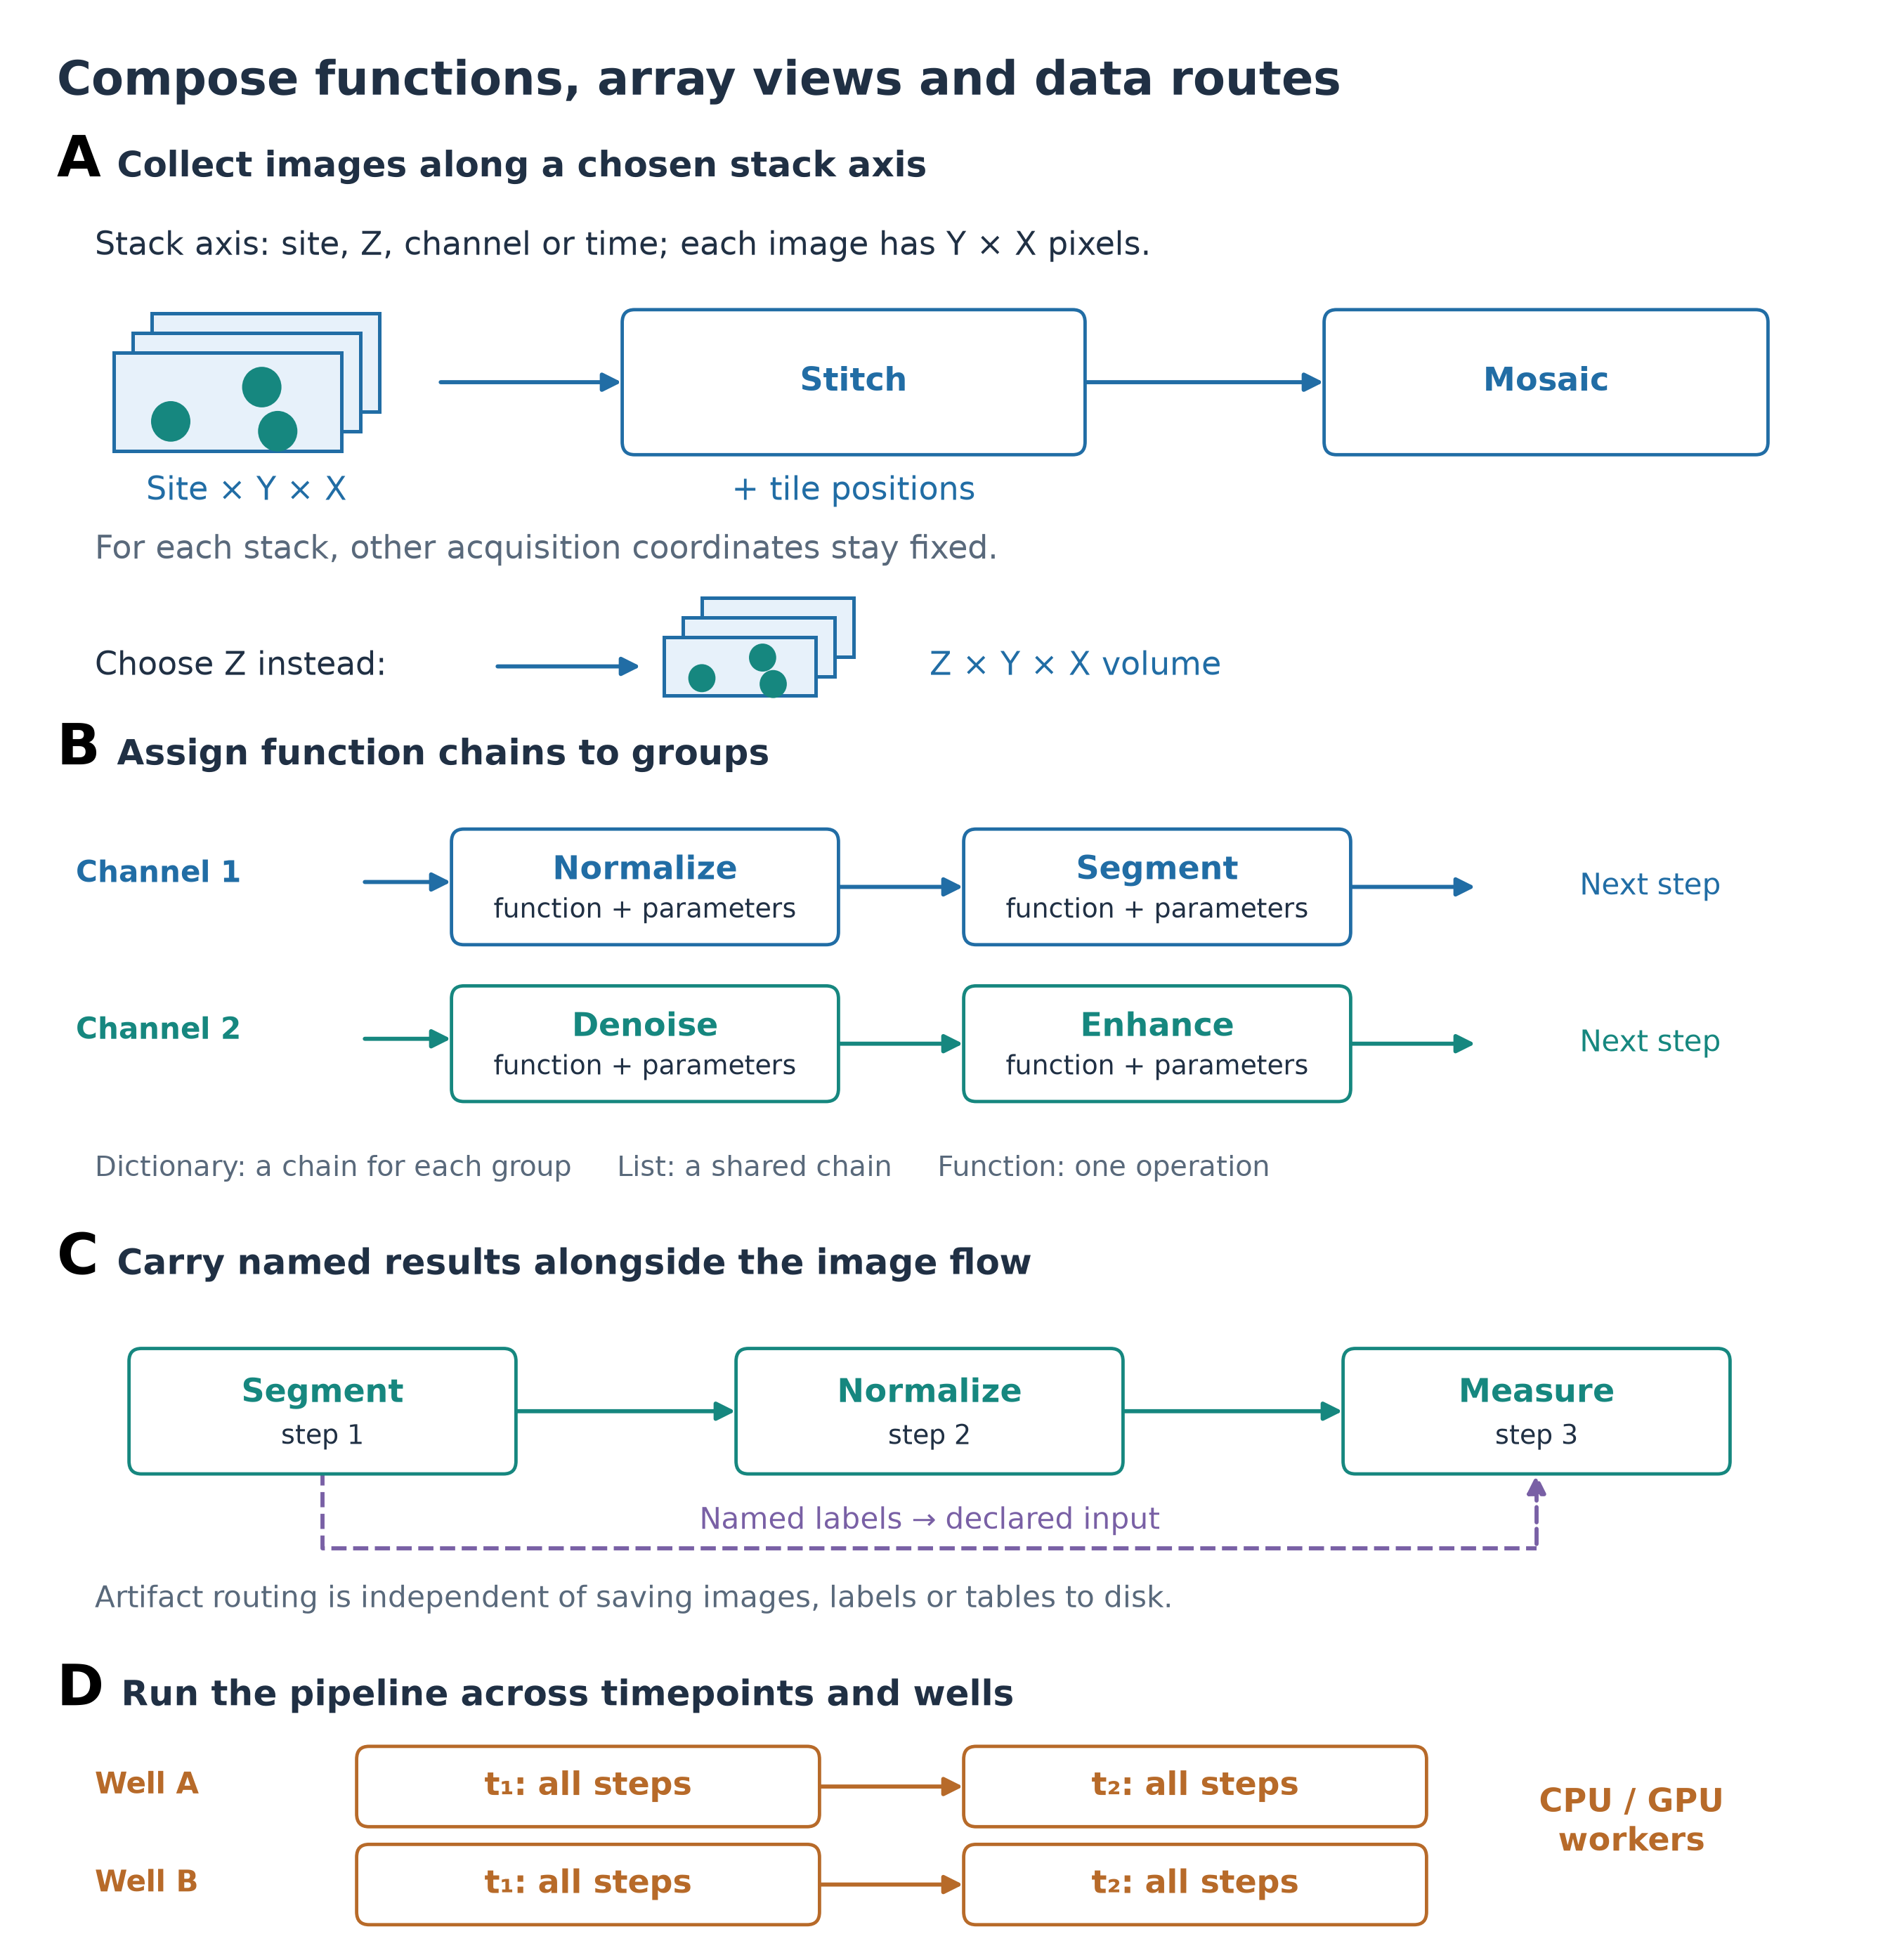 Compose functions, array views and data routes
A Collect images along a chosen stack axis
Stack axis: site, Z, channel or time; each image has Y × X pixels.
Stitch
Mosaic
Site × Y × X
+ tile positions
For each stack, other acquisition coordinates stay fixed.
Choose Z instead:
Z × Y × X volume
B Assign function chains to groups
Channel 1
Normalize
function + parameters
Segment
function + parameters
Next step
Channel 2
Denoise
function + parameters
Enhance
function + parameters
Next step
Dictionary: a chain for each group
List: a shared chain
Function: one operation
C Carry named results alongside the image flow
Segment
step 1
Normalize
step 2
Measure
step 3
Named labels → declared input
Artifact routing is independent of saving images, labels or tables to disk.
D Run the pipeline across timepoints and wells
Well A
t₁: all steps
t₂: all steps
CPU / GPU
workers
Well B
t₁: all steps
t₂: all steps